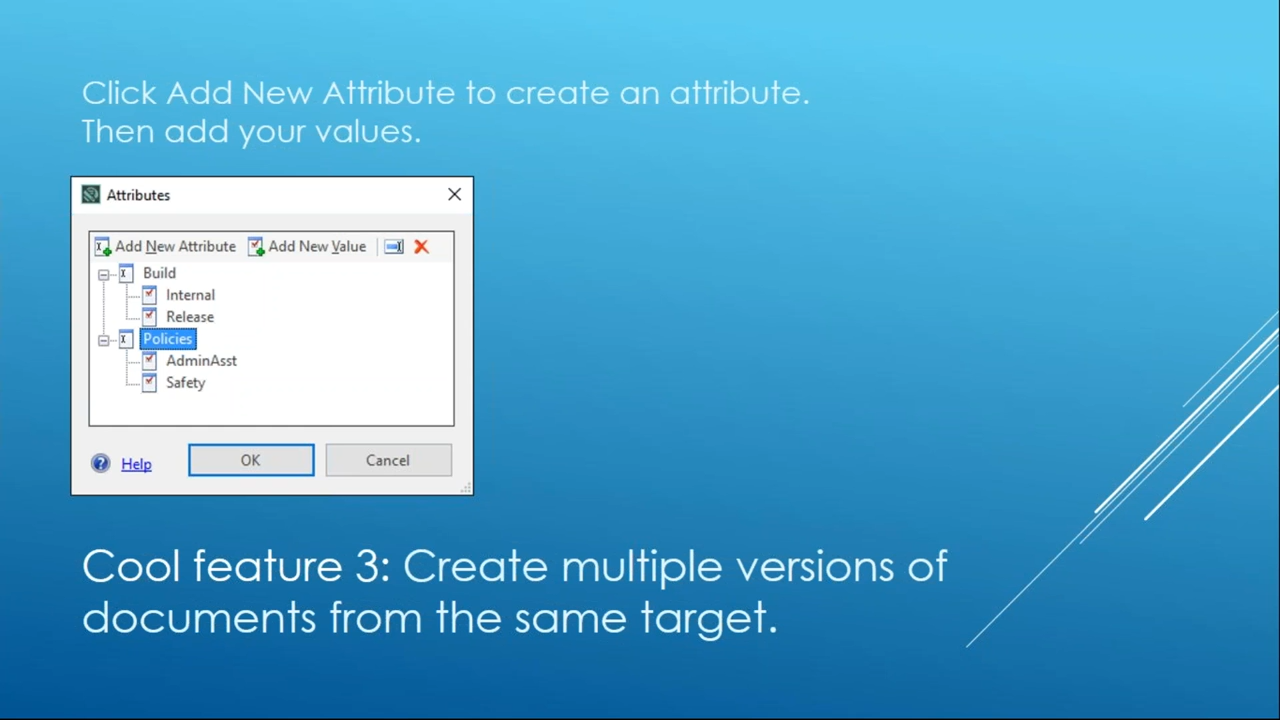 Click Add New Attribute to create an attribute.
Then add your values.
Attributes
Add New Attribute Add New Value
Build
Internal
Release
Policies
AdminAsst
Safety
Help OK Cancel
Cool feature 3: Create multiple versions of
documents from the same target.